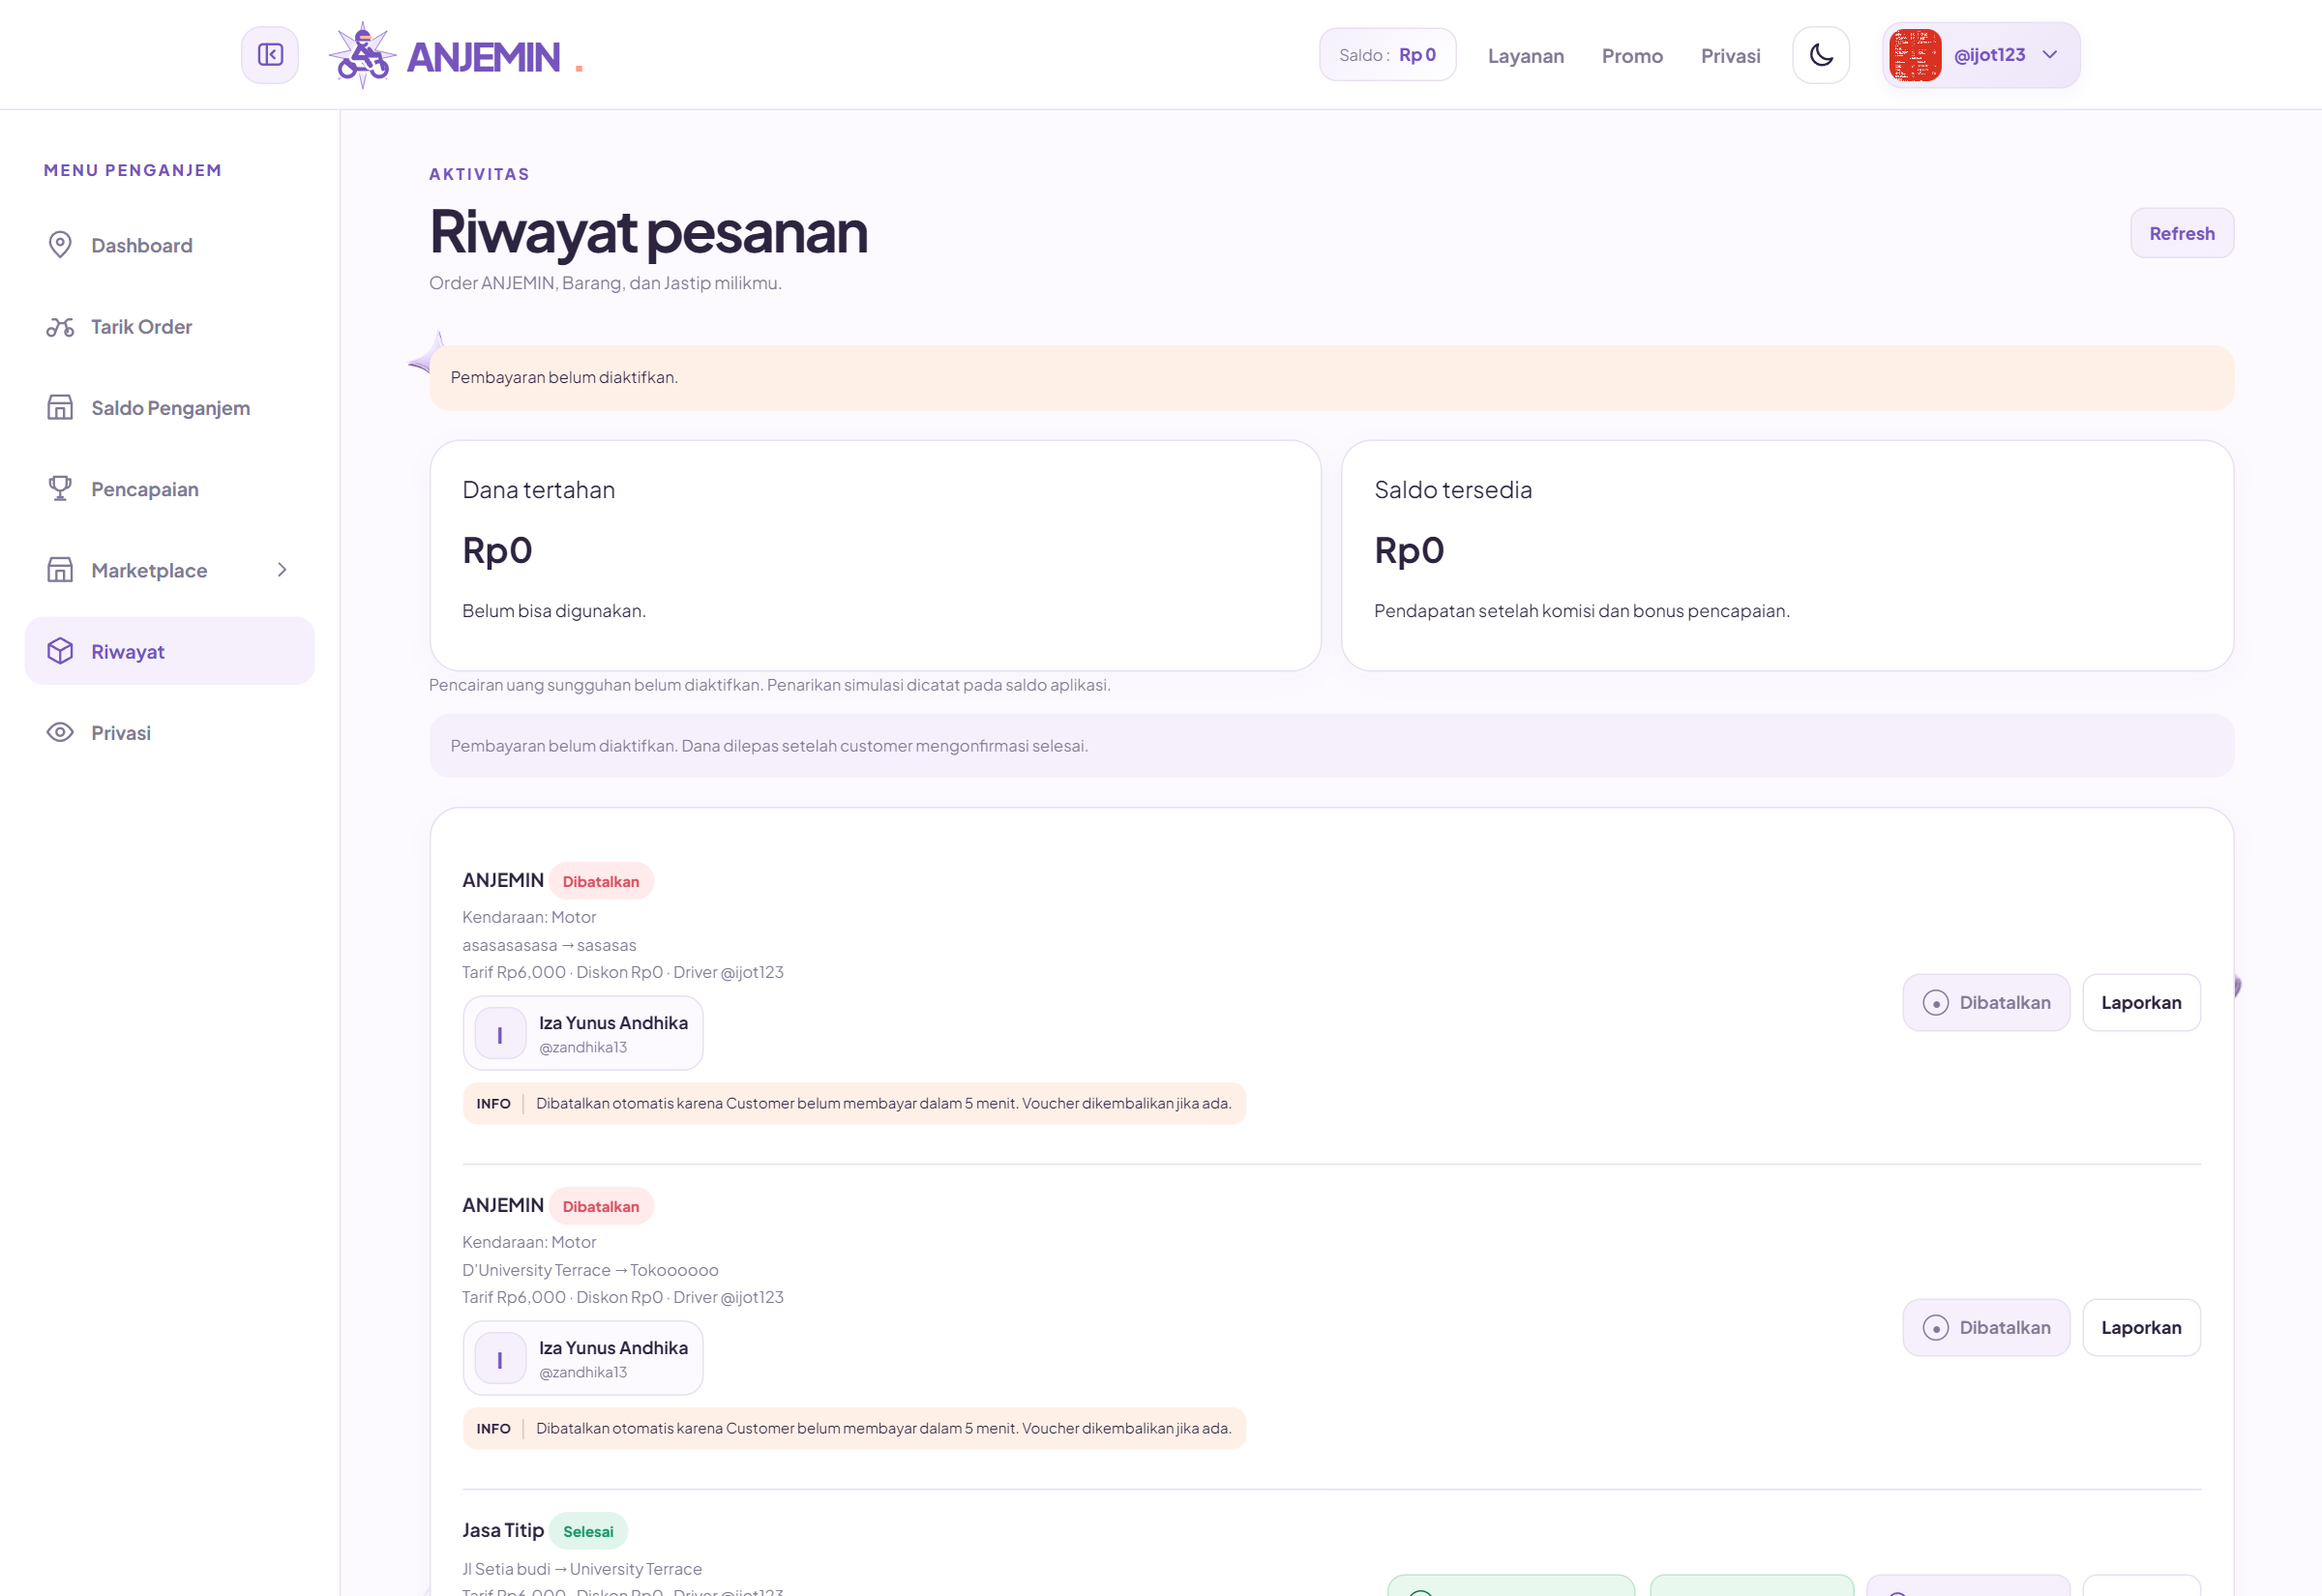 ANJEMIN.
Saldo : Rp 0
Layanan
Promo
Privasi
@ijot123
MENU PENGANJEM
Dashboard
Tarik Order
Saldo Penganjem
Pencapaian
Marketplace
Riwayat
Privasi
AKTIVITAS
Riwayat pesanan
Order ANJEMIN, Barang, dan Jastip milikmu.
Refresh
Pembayaran belum diaktifkan.
Dana tertahan
Rp0
Belum bisa digunakan.
Saldo tersedia
Rp0
Pendapatan setelah komisi dan bonus pencapaian.
Pencairan uang sungguhan belum diaktifkan. Penarikan simulasi dicatat pada saldo aplikasi.
Pembayaran belum diaktifkan. Dana dilepas setelah customer mengonfirmasi selesai.
ANJEMIN Dibatalkan
Kendaraan: Motor
asasasasasa → sasasas
Tarif Rp6,000 · Diskon Rp0 · Driver @ijot123
I
Iza Yunus Andhika
@zandhika13
INFO Dibatalkan otomatis karena Customer belum membayar dalam 5 menit. Voucher dikembalikan jika ada.
Dibatalkan
Laporkan
ANJEMIN Dibatalkan
Kendaraan: Motor
D'University Terrace → Tokoooooo
Tarif Rp6,000 · Diskon Rp0 · Driver @ijot123
I
Iza Yunus Andhika
@zandhika13
INFO Dibatalkan otomatis karena Customer belum membayar dalam 5 menit. Voucher dikembalikan jika ada.
Dibatalkan
Laporkan
Jasa Titip Selesai
Jl Setia budi → University Terrace
Tarif Rp6,000 · Diskon Rp0 · Driver @ijot123